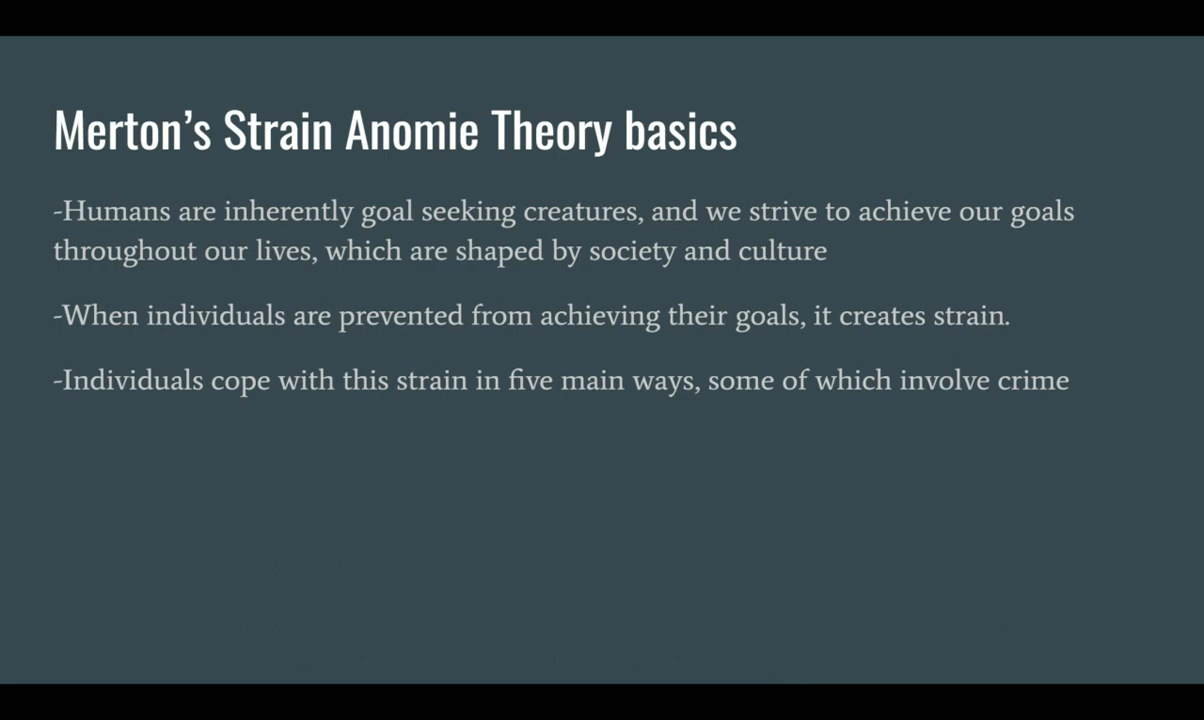 Merton’s Strain Anomie Theory basics
-Humans are inherently goal seeking creatures, and we strive to achieve our goals
throughout our lives, which are shaped by society and culture
-When individuals are prevented from achieving their goals, it creates strain.
-Individuals cope with this strain in five main ways, some of which involve crime